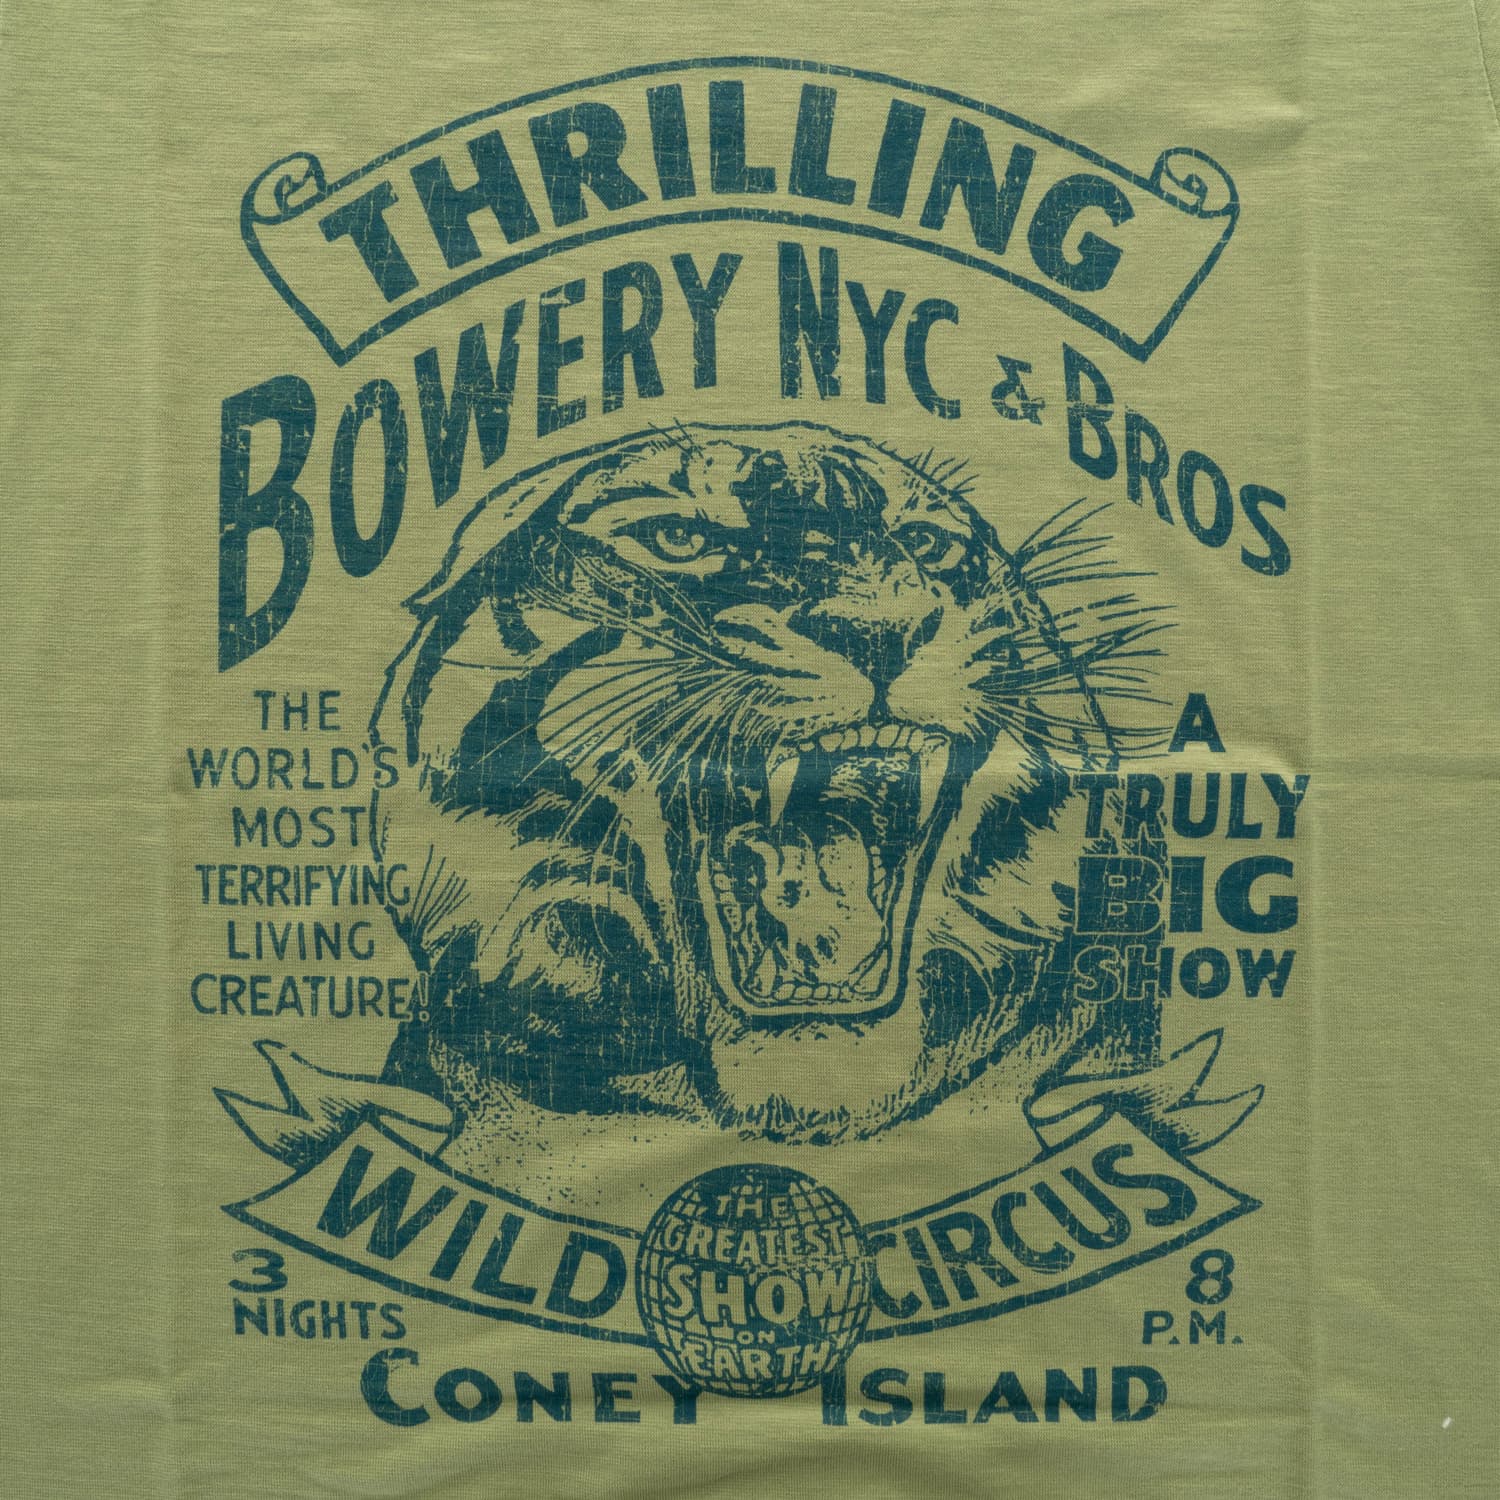 THRILLING
BOWERY NYC & BROS
THE
WORLD'S
MOST
TERRIFYING
LIVING
CREATURE!
A
TRULY
BIG
SHOW
WILD CIRCUS
THE
GREATEST
SHOW
ON
EARTH
3
NIGHTS
8
P.M.
CONEY ISLAND